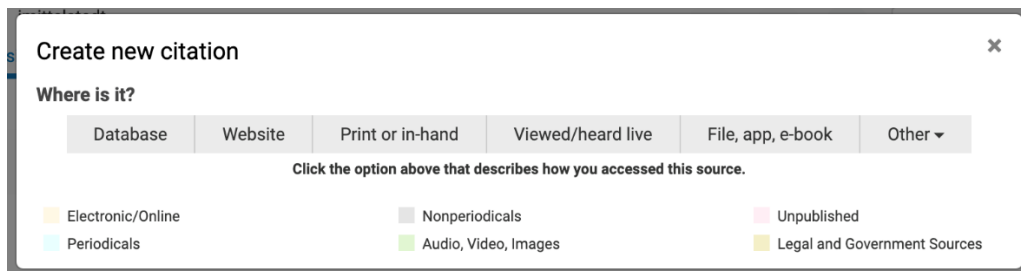 Create new citation ×
Where is it?
Database Website Print or in-hand Viewed/heard live File, app, e-book Other
Click the option above that describes how you accessed this source.
Electronic/Online Nonperiodicals Unpublished
Periodicals Audio, Video, Images Legal and Government Sources